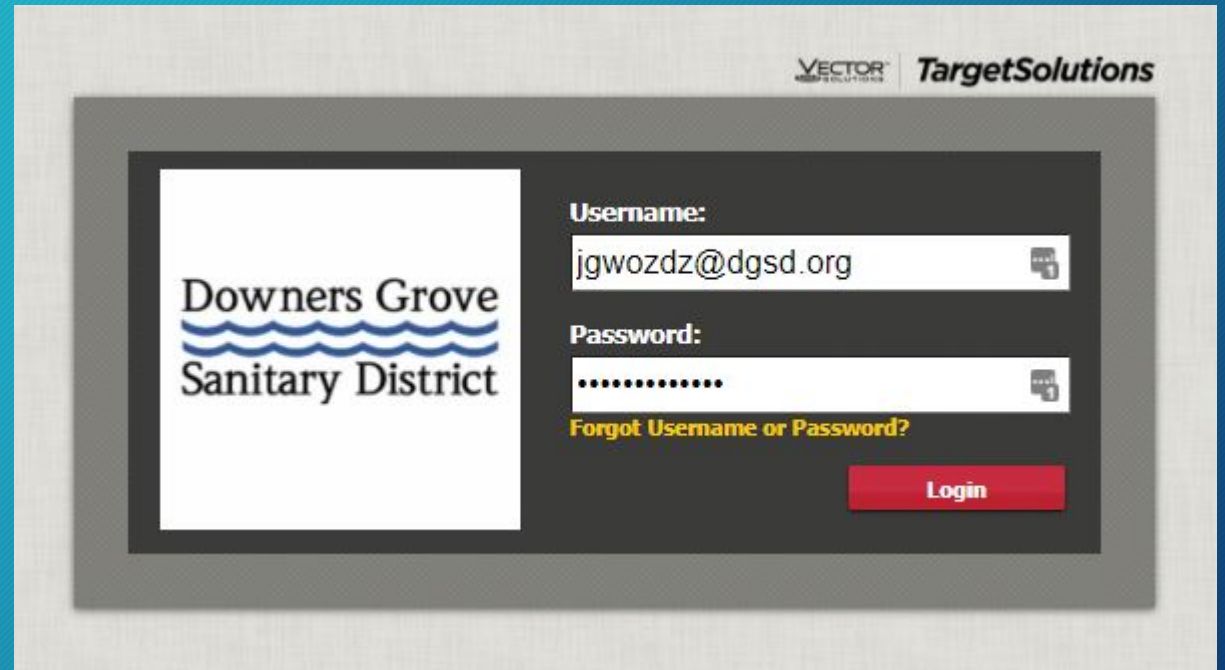 VECTOR SOLUTIONS TargetSolutions
Downers Grove
Sanitary District
Username:
jgwozdz@dgsd.org
Password:
•••••••••••••
Forgot Username or Password?
Login